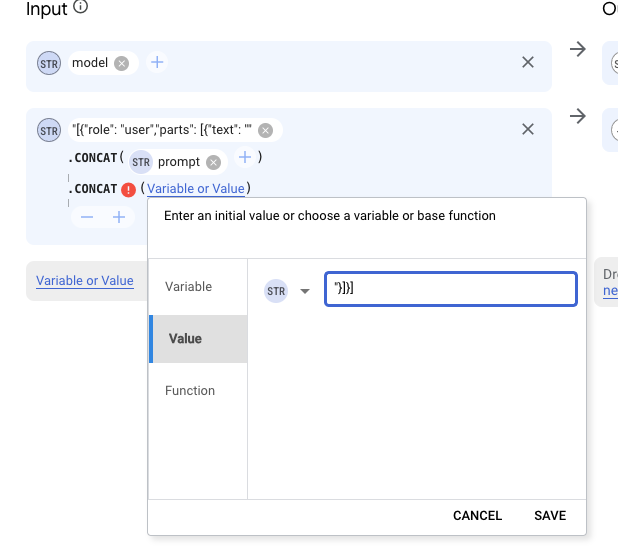 Input
Ou
STR model
STR "[{"role": "user","parts": [{"text": ""
.CONCAT( STR prompt + )
.CONCAT ! (Variable or Value)
− +
Variable or Value
Dr
ne
Enter an initial value or choose a variable or base function
Variable
Value
Function
STR
"}]}]
CANCEL
SAVE